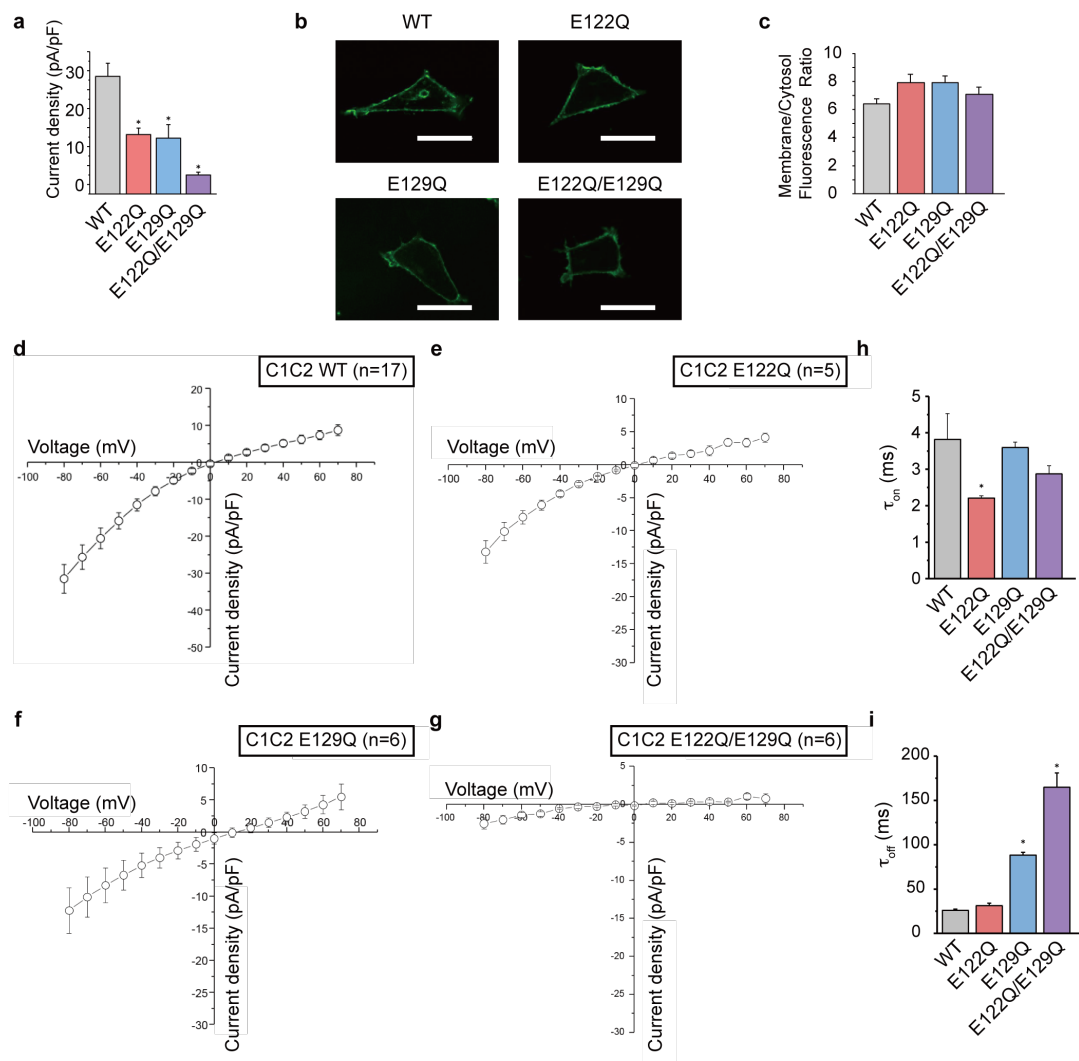 a
Current density (pA/pF)
30
20
10
0
*
*
*
WT
E122Q
E129Q
E122Q/E129Q
b
WT
E122Q
E129Q
E122Q/E129Q
c
Membrane/Cytosol
Fluorescence Ratio
10
8
6
4
2
0
WT
E122Q
E129Q
E122Q/E129Q
d
C1C2 WT (n=17)
Voltage (mV)
Current density (pA/pF)
20
10
0
-10
-20
-30
-40
-50
-80 -60 -40 -20 0 20 40 60 80
e
C1C2 E122Q (n=5)
Voltage (mV)
Current density (pA/pF)
10
5
0
-5
-10
-15
-20
-25
-30
-100 -80 -60 -40 -20 0 20 40 60 80
h
τon (ms)
5
4
3
2
1
0
*
WT
E122Q
E129Q
E122Q/E129Q
f
C1C2 E129Q (n=6)
Voltage (mV)
Current density (pA/pF)
10
5
0
-5
-10
-15
-20
-25
-30
-100 -80 -60 -40 -20 0 20 40 60 80 100
g
C1C2 E122Q/E129Q (n=6)
Voltage (mV)
Current density (pA/pF)
5
0
-5
-10
-15
-20
-25
-30
-100 -80 -60 -40 -20 0 20 40 60 80
i
τoff (ms)
200
150
100
50
0
*
*
WT
E122Q
E129Q
E122Q/E129Q